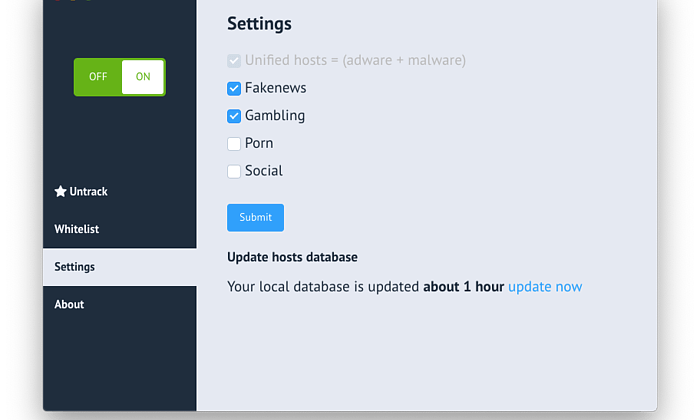 OFF ON
Untrack
Whitelist
Settings
About
Settings
Unified hosts = (adware + malware)
Fakenews
Gambling
Porn
Social
Submit
Update hosts database
Your local database is updated about 1 hour update now